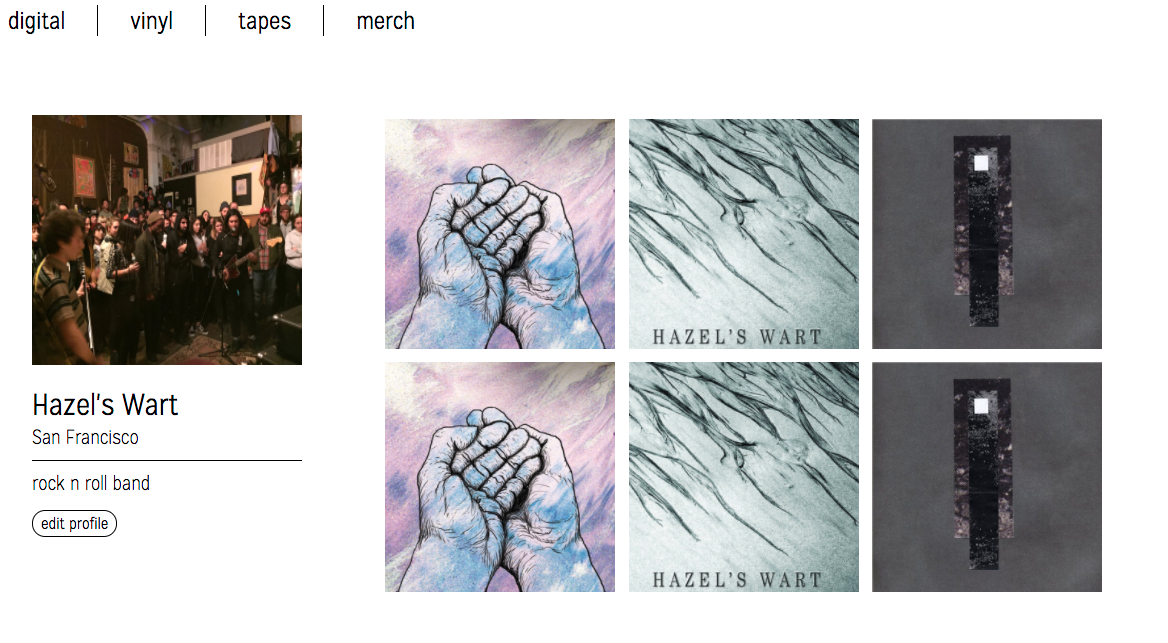 digital vinyl tapes merch
HAZEL'S WART
Hazel's Wart
San Francisco
rock n roll band
edit profile
HAZEL'S WART